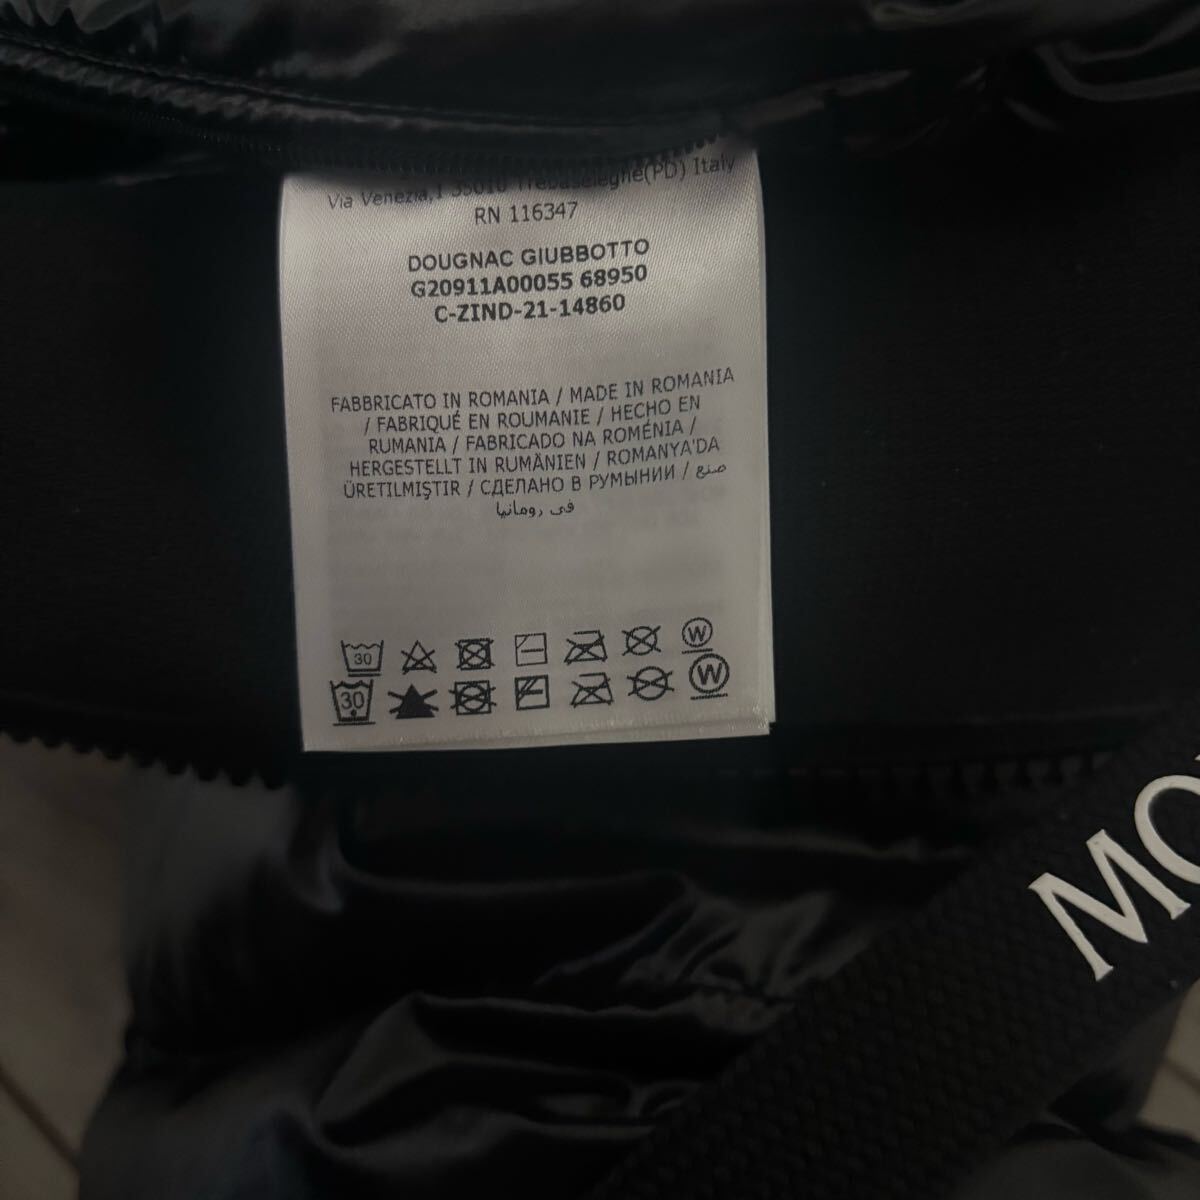 Via Venezia,1 35010 Trebaseleghe(PD) Italy
RN 116347
DOUGNAC GIUBBOTTO
G20911A00055 68950
C-ZIND-21-14860
FABBRICATO IN ROMANIA / MADE IN ROMANIA
/ FABRIQUÉ EN ROUMANIE / HECHO EN
RUMANIA / FABRICADO NA ROMÉNIA /
HERGESTELLT IN RUMÄNIEN / ROMANYA'DA
ÜRETILMIŞTIR / СДЕЛАНО В РУМЫНИИ / صنع
في رومانيا
30 W
30 W
MO